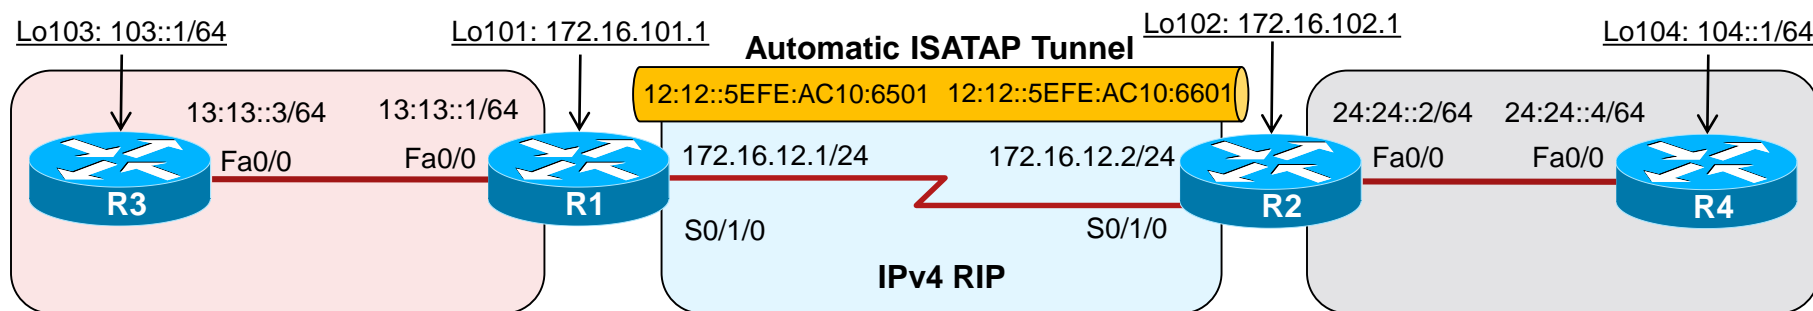 Lo103: 103::1/64
Lo101: 172.16.101.1
Automatic ISATAP Tunnel
Lo102: 172.16.102.1
Lo104: 104::1/64
12:12::5EFE:AC10:6501
12:12::5EFE:AC10:6601
13:13::3/64
13:13::1/64
24:24::2/64
24:24::4/64
Fa0/0
Fa0/0
172.16.12.1/24
172.16.12.2/24
Fa0/0
Fa0/0
R3
R1
R2
R4
S0/1/0
S0/1/0
IPv4 RIP